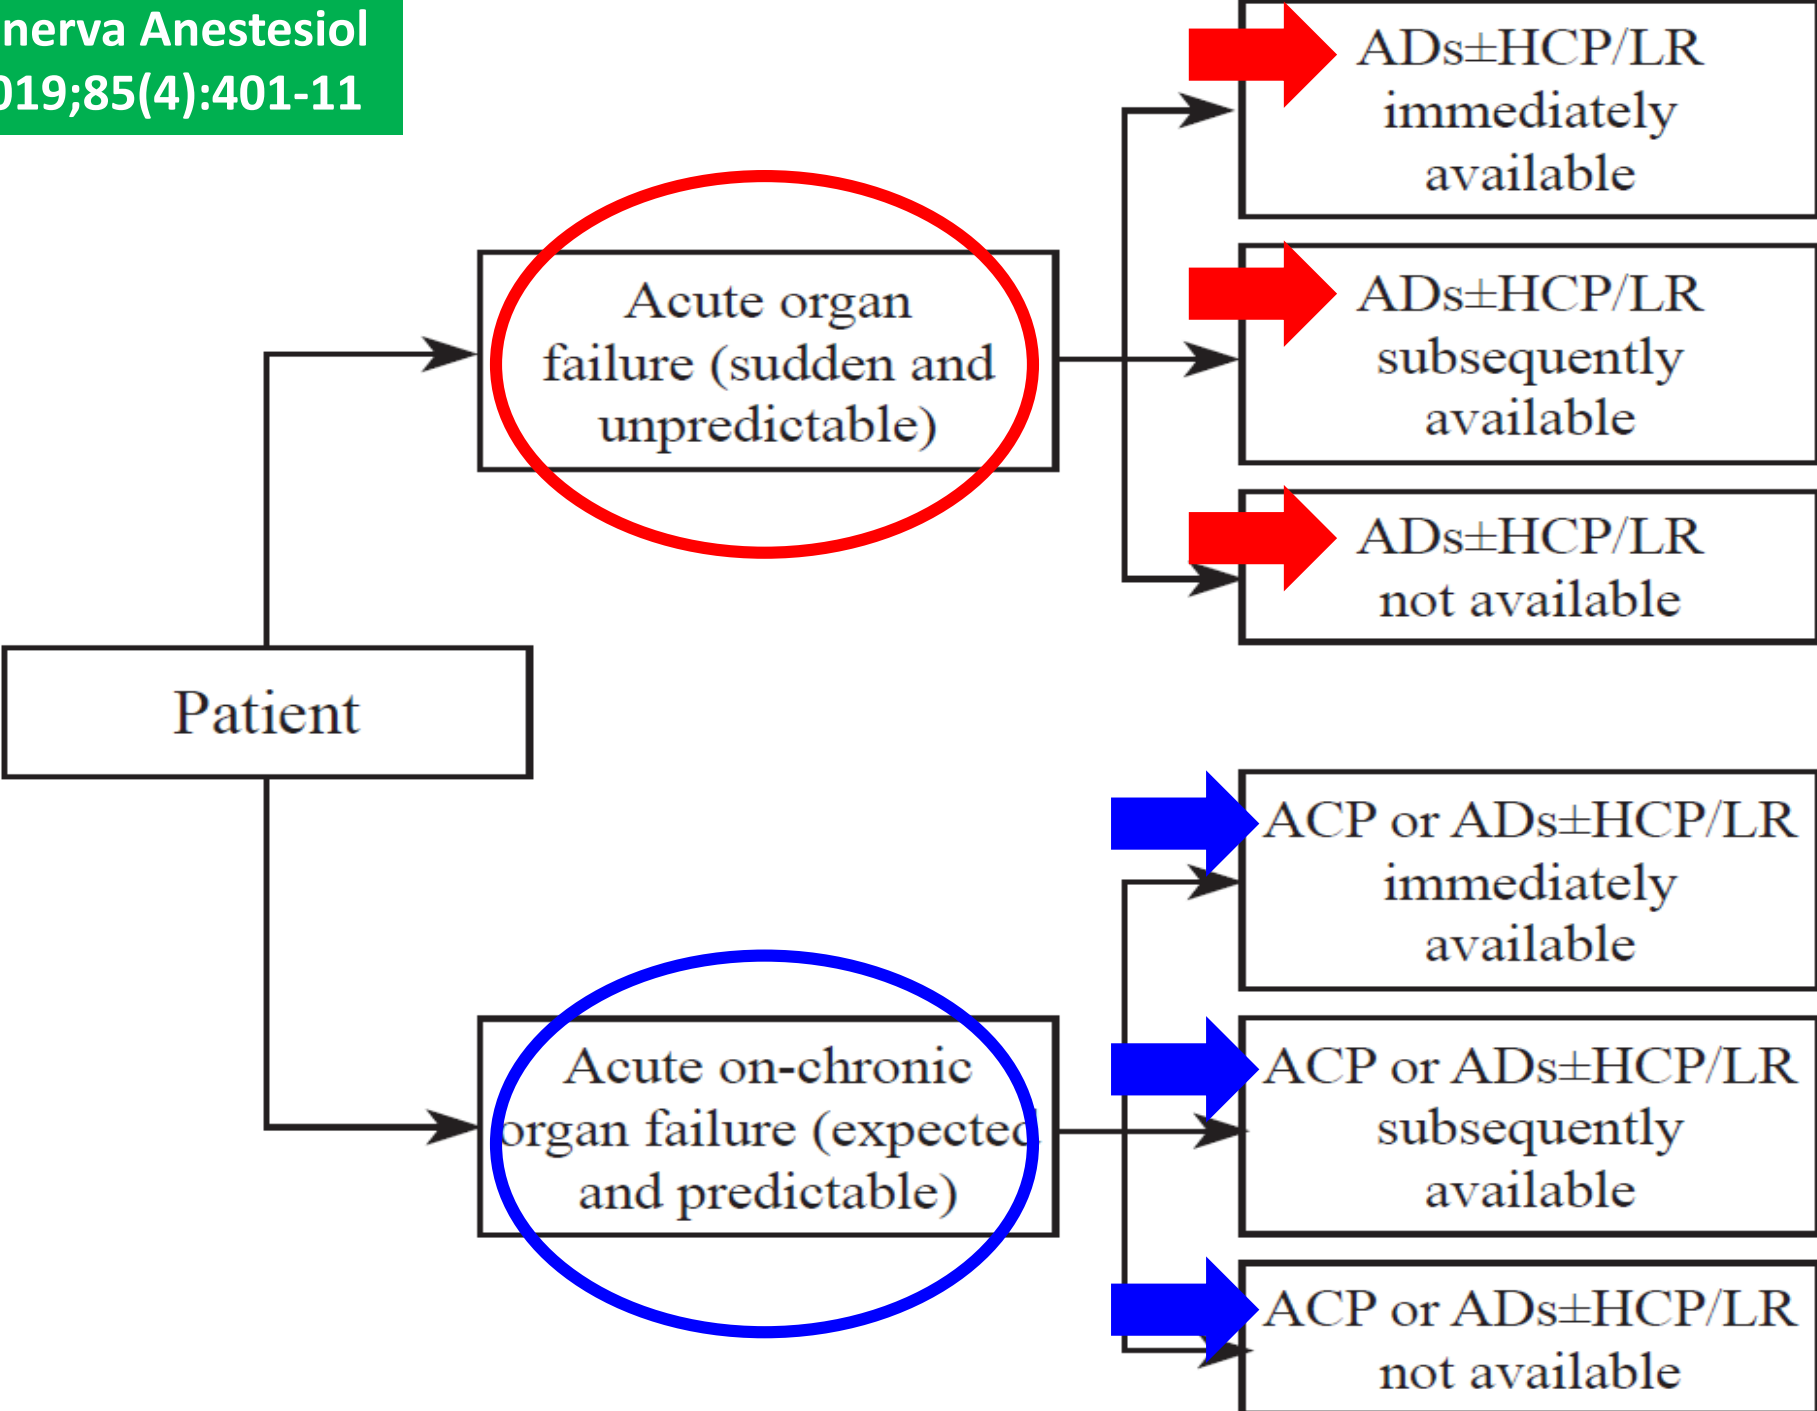 nerva Anestesiol
019;85(4):401-11
ADs±HCP/LR
immediately
available
Acute organ
failure (sudden and
unpredictable)
ADs±HCP/LR
subsequently
available
ADs±HCP/LR
not available
Patient
ACP or ADs±HCP/LR
immediately
available
Acute on-chronic
organ failure (expected
and predictable)
ACP or ADs±HCP/LR
subsequently
available
ACP or ADs±HCP/LR
not available